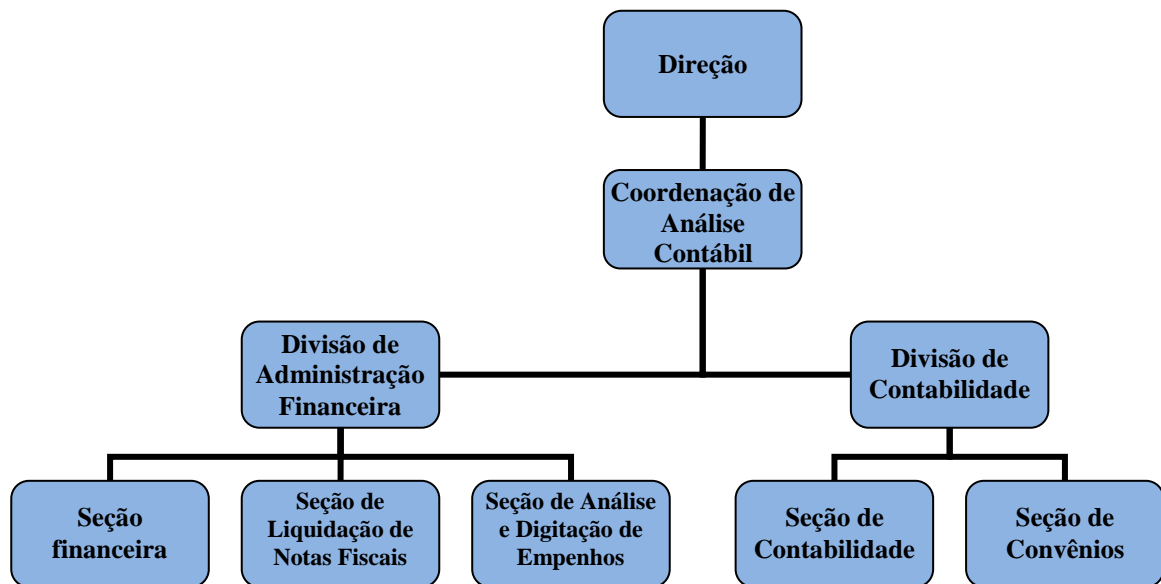 Direção
Coordenação de
Análise
Contábil
Divisão de
Administração
Financeira
Divisão de
Contabilidade
Seção
financeira
Seção de
Liquidação de
Notas Fiscais
Seção de Análise
e Digitação de
Empenhos
Seção de
Contabilidade
Seção de
Convênios